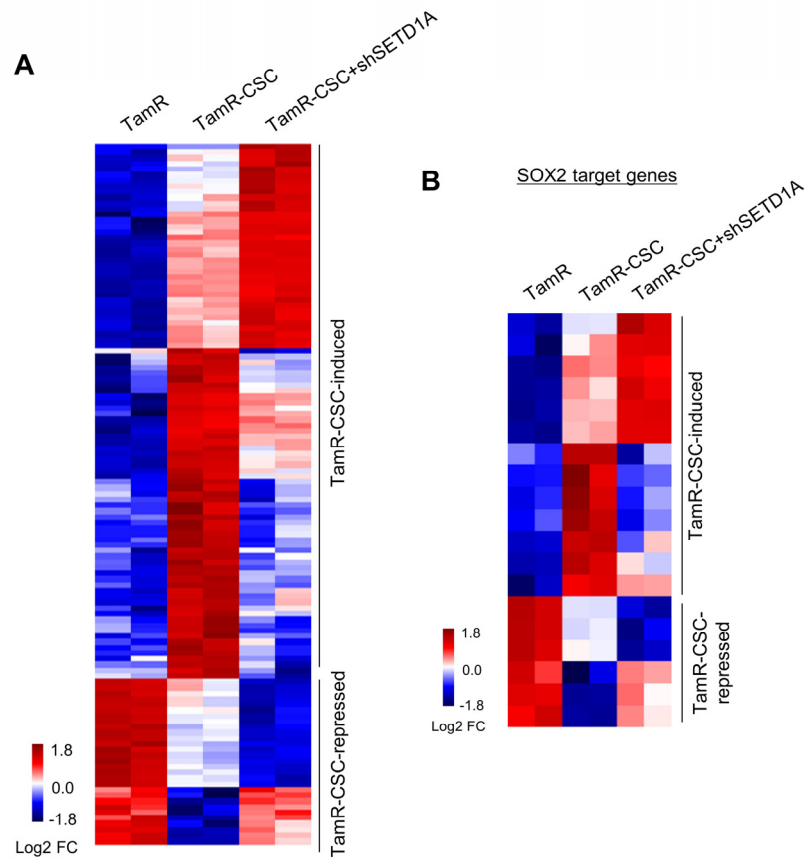 A
TamR
TamR-CSC
TamR-CSC+shSETD1A
TamR-CSC-induced
TamR-CSC-repressed
1.8
0.0
-1.8
Log2 FC
B
SOX2 target genes
TamR
TamR-CSC
TamR-CSC+shSETD1A
TamR-CSC-induced
TamR-CSC-
repressed
1.8
0.0
-1.8
Log2 FC